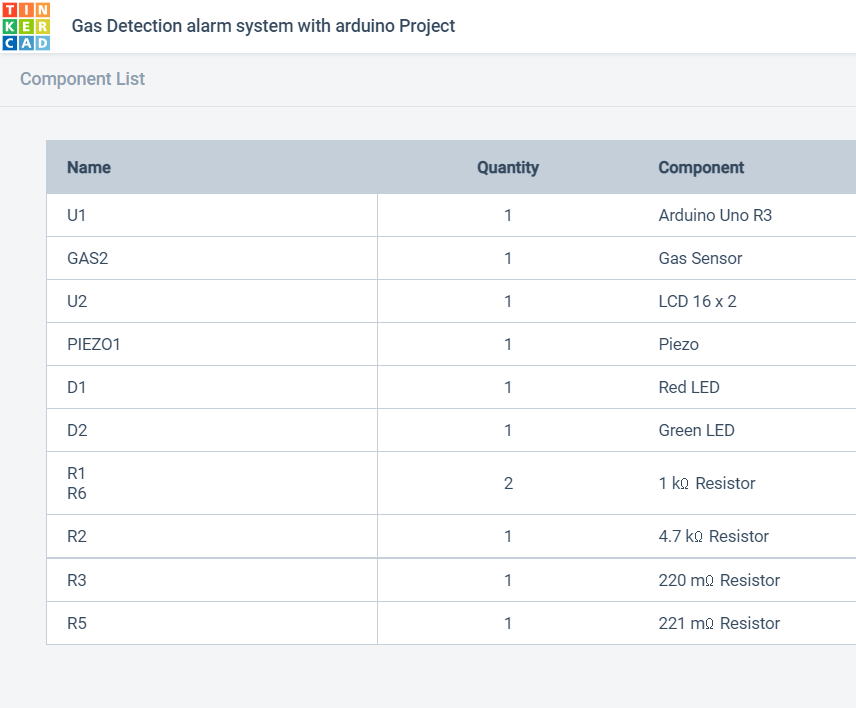 TIN
KER
CAD
Gas Detection alarm system with arduino Project
Component List
Name Quantity Component
U1 1 Arduino Uno R3
GAS2 1 Gas Sensor
U2 1 LCD 16 x 2
PIEZO1 1 Piezo
D1 1 Red LED
D2 1 Green LED
R1
R6 2 1 kΩ Resistor
R2 1 4.7 kΩ Resistor
R3 1 220 mΩ Resistor
R5 1 221 mΩ Resistor